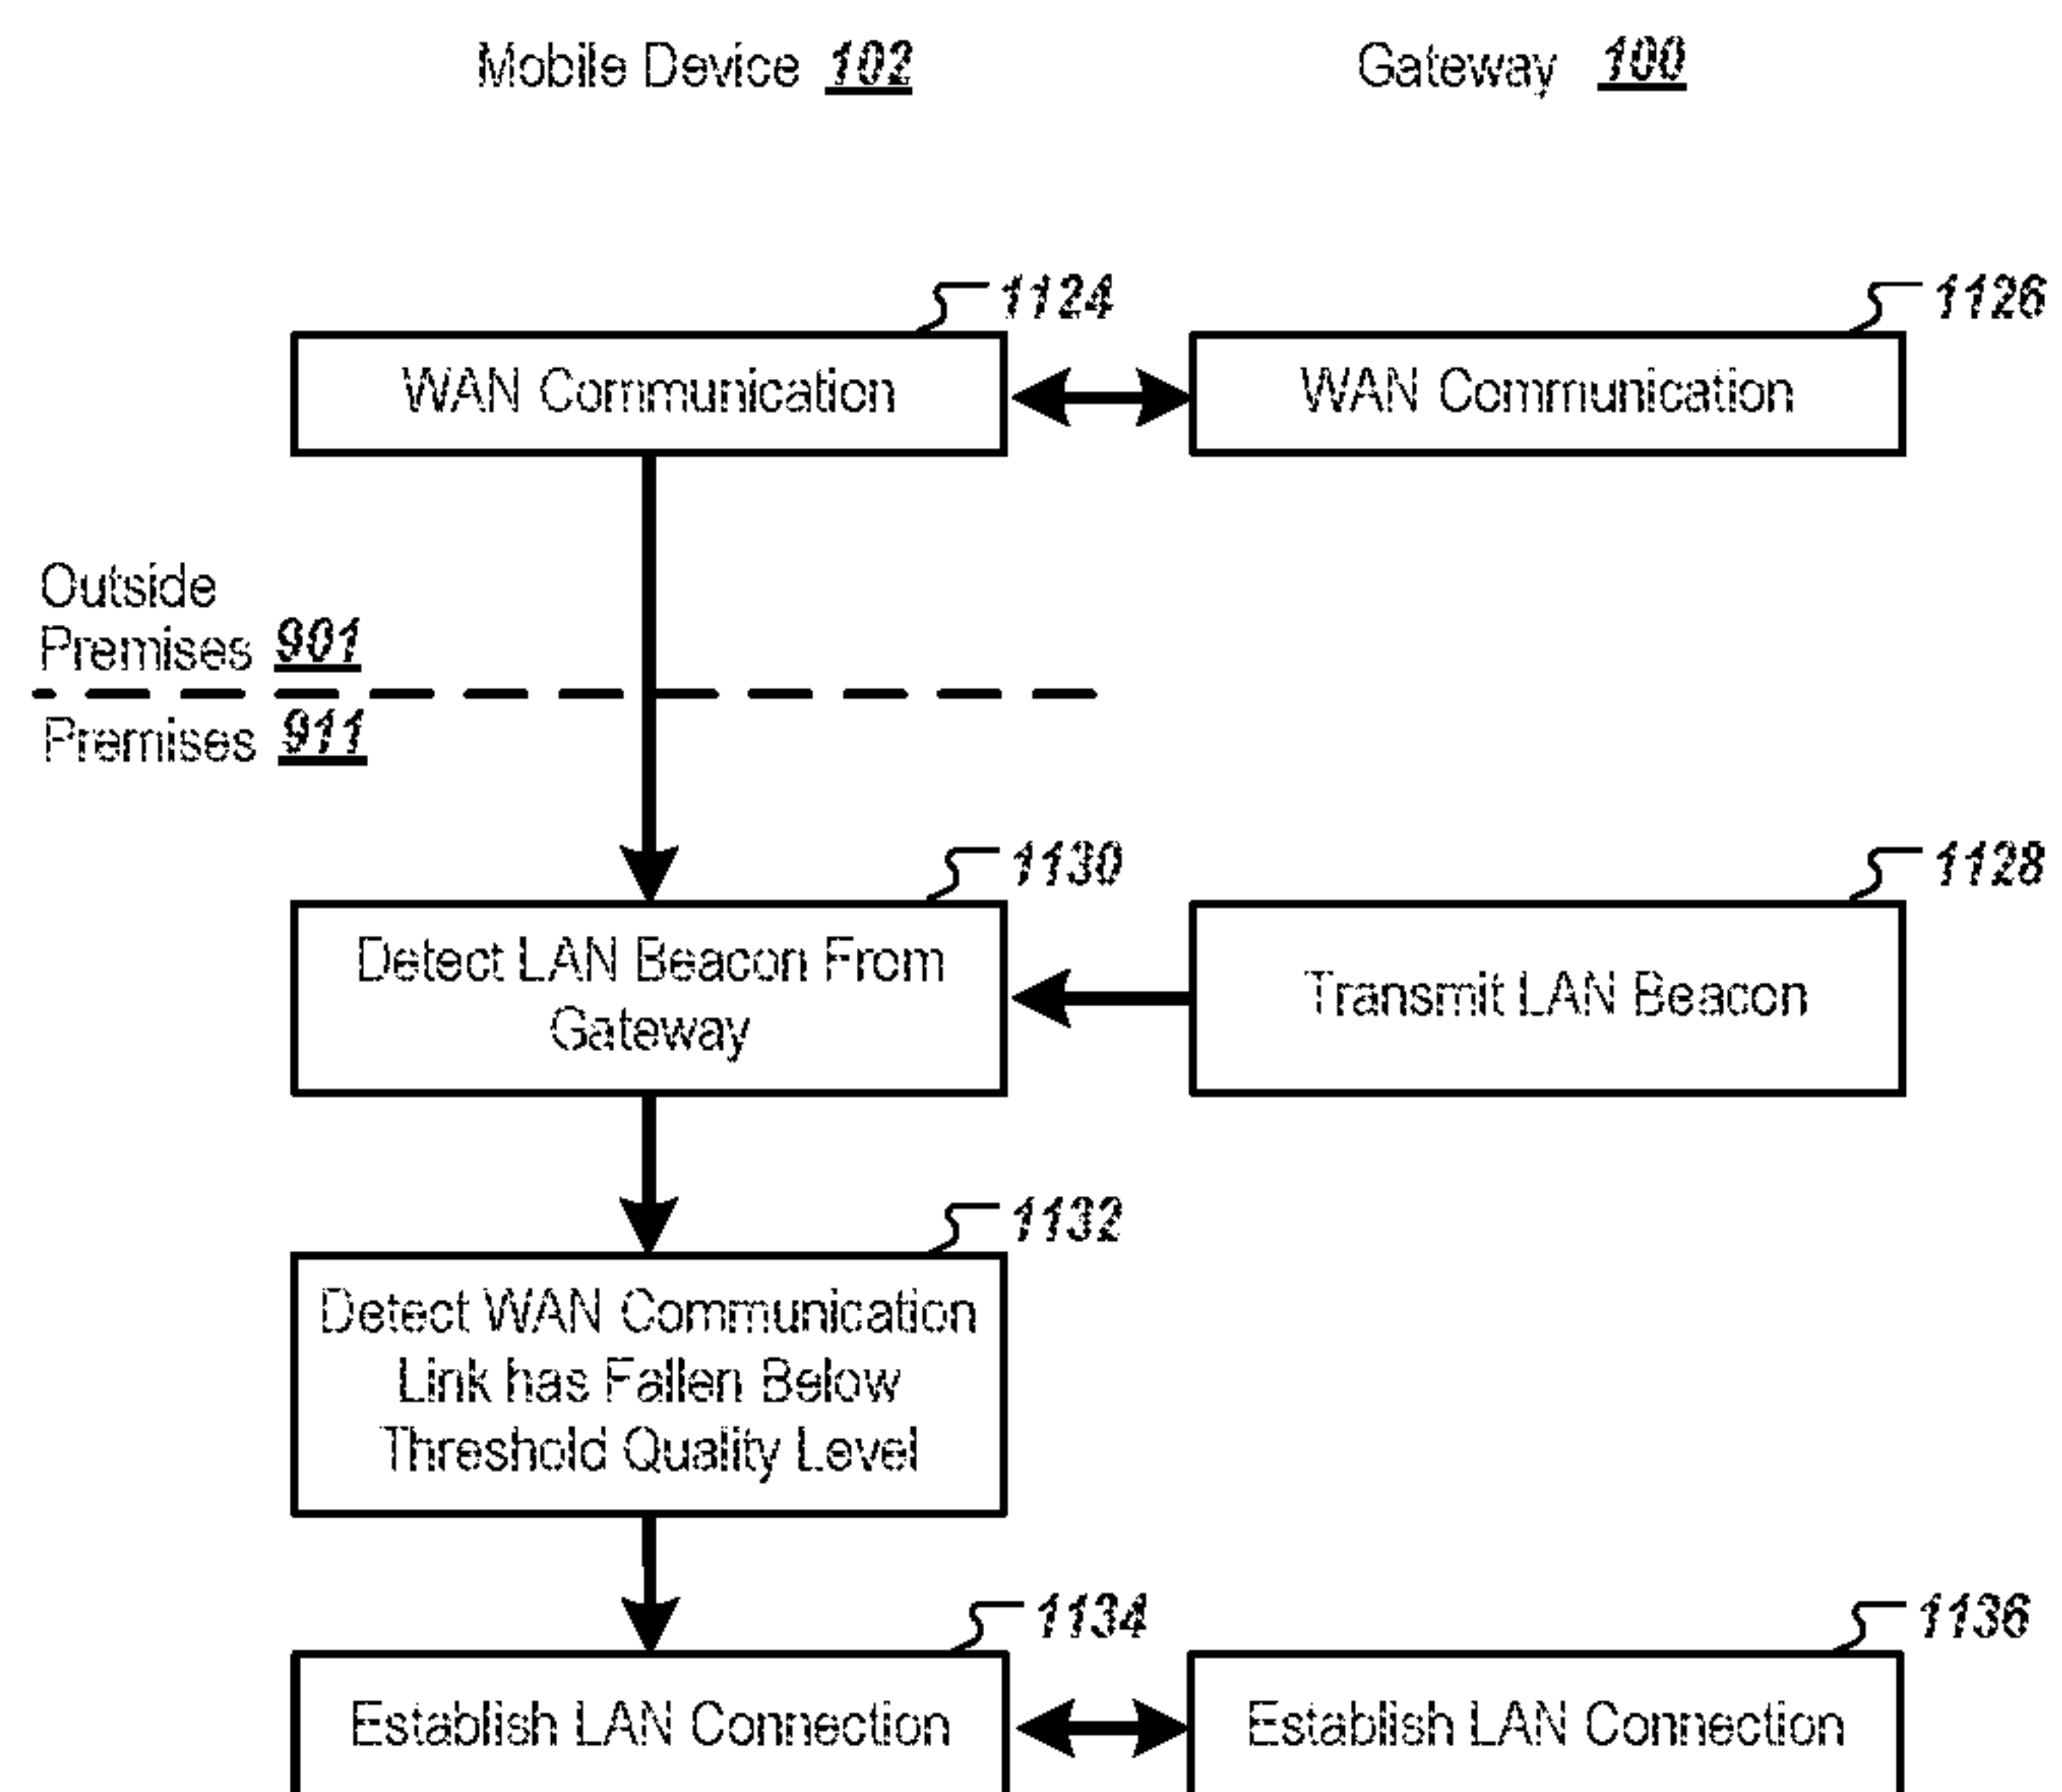 Mobile Device 102
Gateway 100
1124
1126
WAN Communication
WAN Communication
Outside
Premises 901
Premises 911
1130
1128
Detect LAN Beacon From
Gateway
Transmit LAN Beacon
1132
Detect WAN Communication
Link has Fallen Below
Threshold Quality Level
1134
1136
Establish LAN Connection
Establish LAN Connection